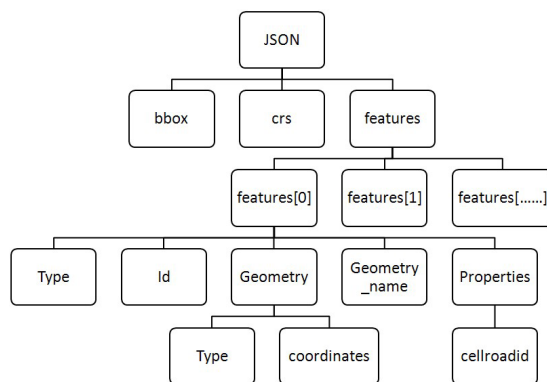 JSON
bbox
crs
features
features[0]
features[1]
features[......]
Type
Id
Geometry
Geometry
_name
Properties
Type
coordinates
cellroadid